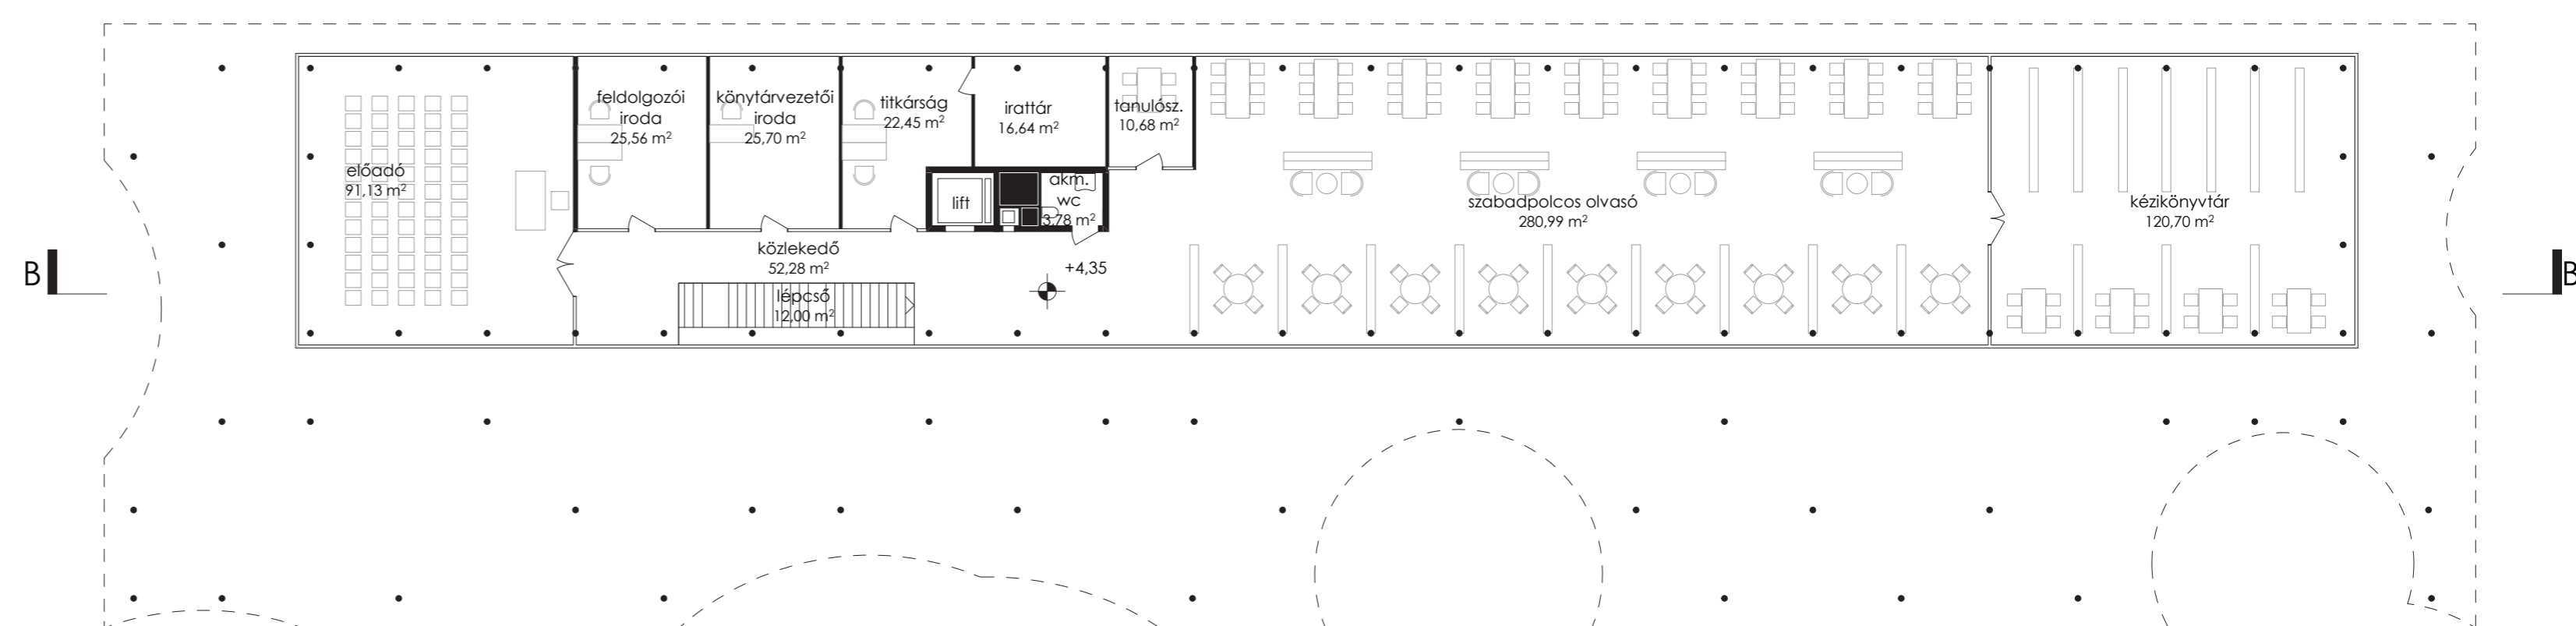 feldolgozói
iroda
25,56 m²
könytárvezetői
iroda
25,70 m²
titkárság
22,45 m²
irattár
16,64 m²
tanulósz.
10,68 m²
előadó
91,13 m²
lift
akm.
wc
3,78 m²
szabadpolcos olvasó
280,99 m²
kézikönyvtár
120,70 m²
közlekedő
52,28 m²
+4,35
lépcső
12,00 m²
B
B